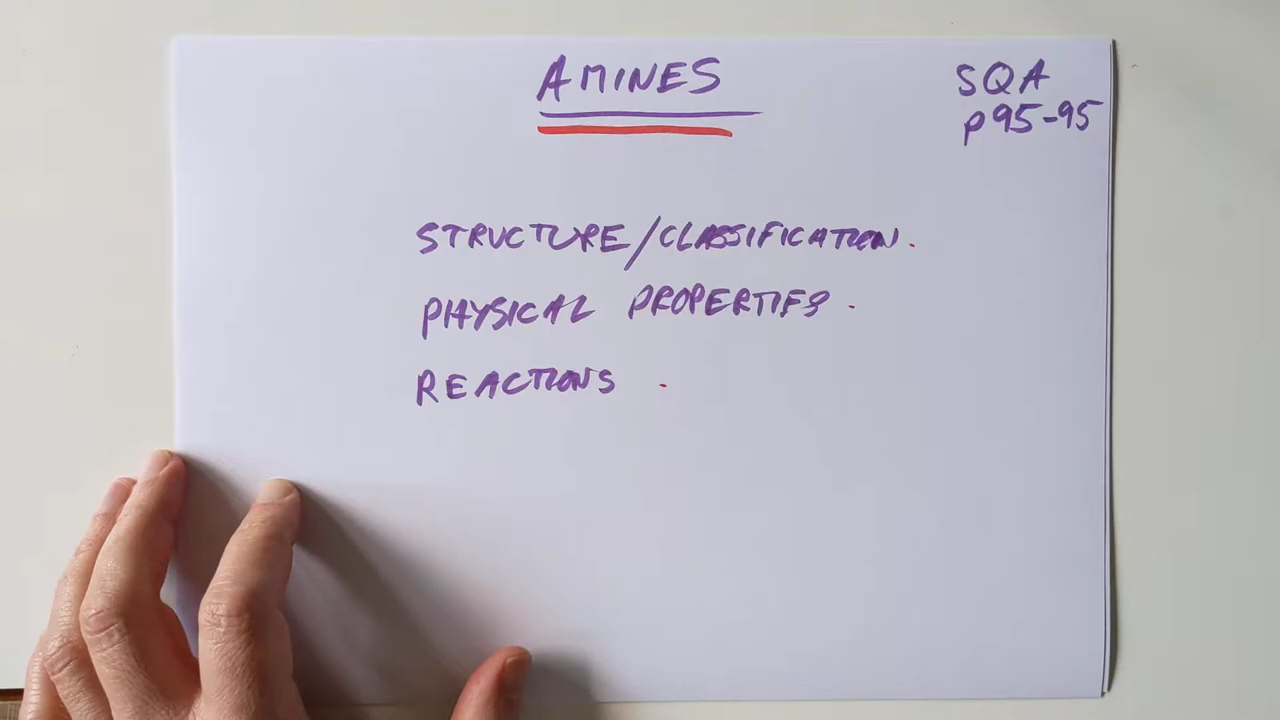 AMINES
SQA
p95-95
STRUCTURE/CLASSIFICATION.
PHYSICAL PROPERTIES.
REACTIONS.